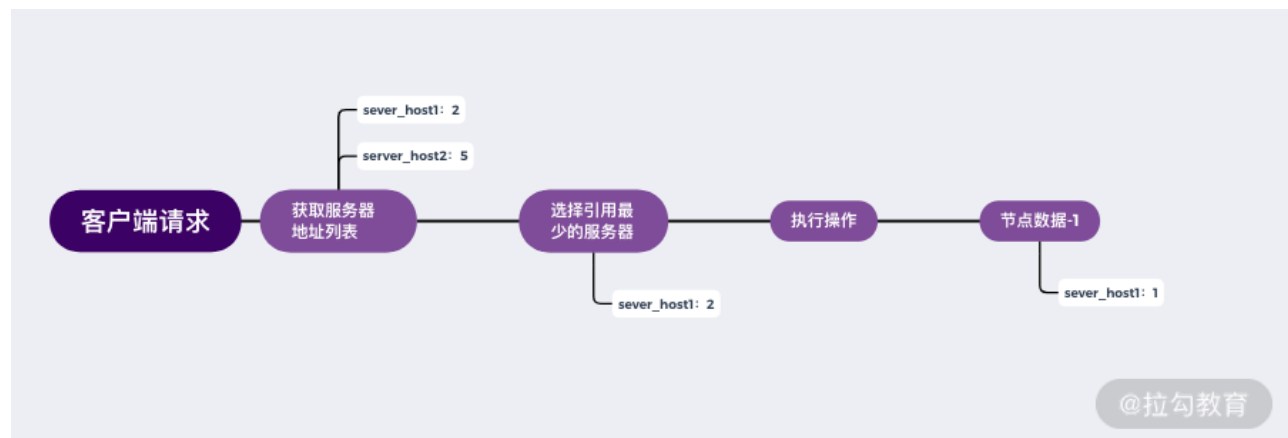 sever_host1：2
server_host2：5
客户端请求
获取服务器
地址列表
选择引用最
少的服务器
执行操作
节点数据-1
sever_host1：2
sever_host1：1
@拉勾教育